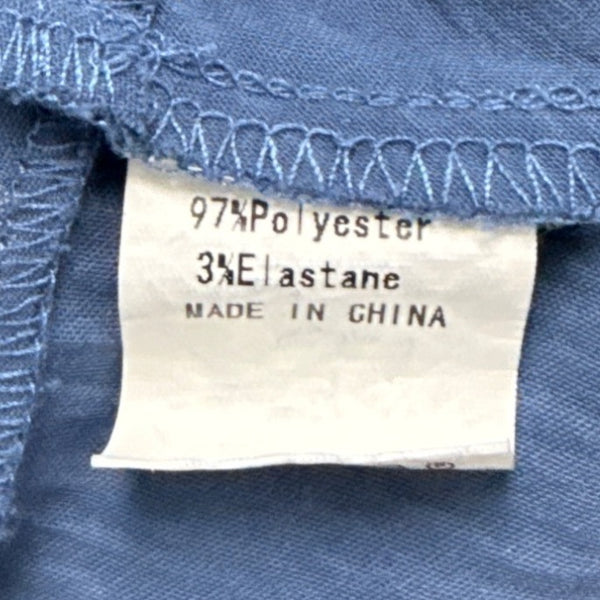 97%Polyester
3%Elastane
MADE IN CHINA